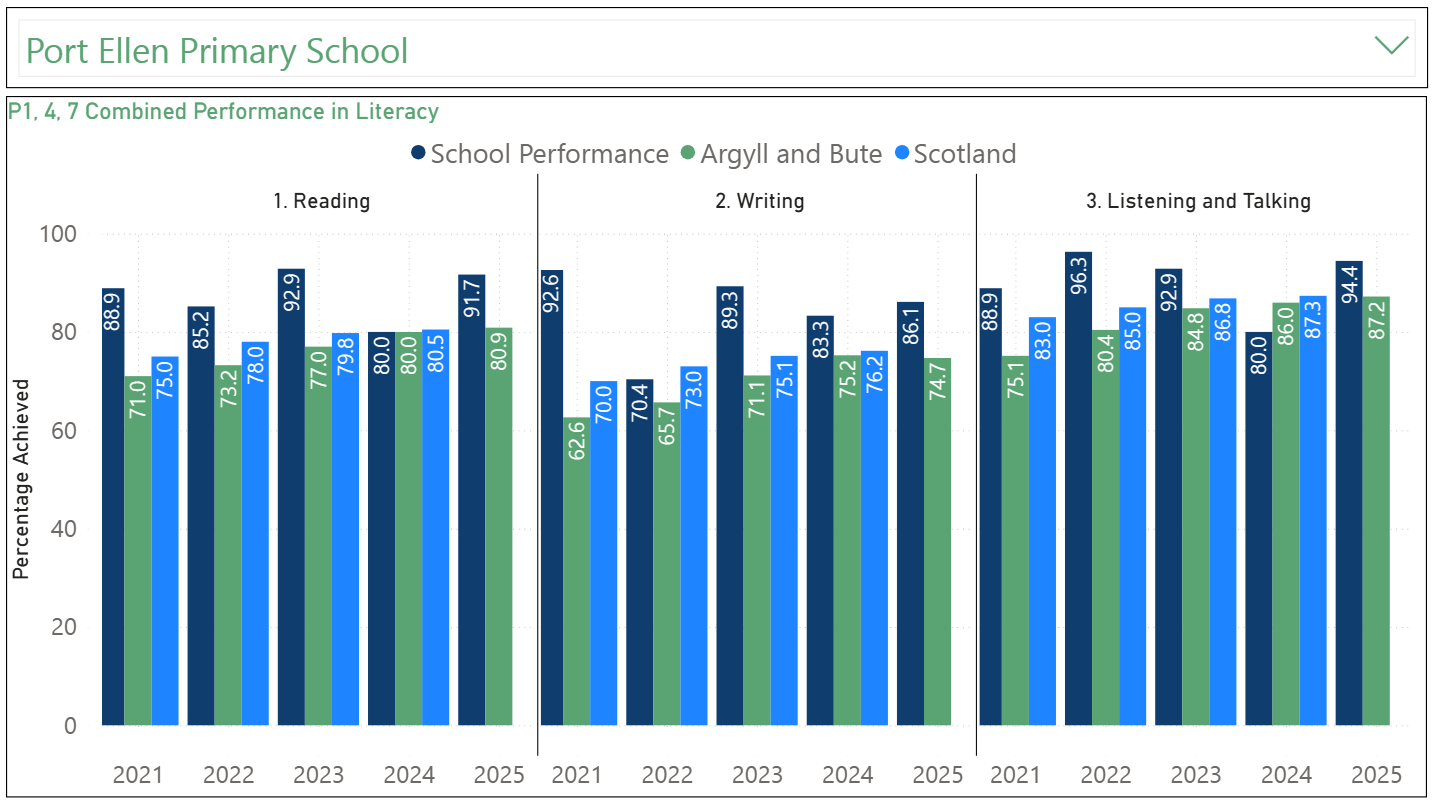 Port Ellen Primary School
P1, 4, 7 Combined Performance in Literacy
School Performance Argyll and Bute Scotland
1. Reading
2. Writing
3. Listening and Talking
Percentage Achieved
100
80
60
40
20
0
88.9 71.0 75.0
85.2 73.2 78.0
92.9 77.0 79.8
80.0 80.0 80.5
91.7 80.9
92.6 62.6 70.0
70.4 65.7 73.0
89.3 71.1 75.1
83.3 75.2 76.2
86.1 74.7
88.9 75.1 83.0
96.3 80.4 85.0
92.9 84.8 86.8
80.0 86.0 87.3
94.4 87.2
2021 2022 2023 2024 2025
2021 2022 2023 2024 2025
2021 2022 2023 2024 2025